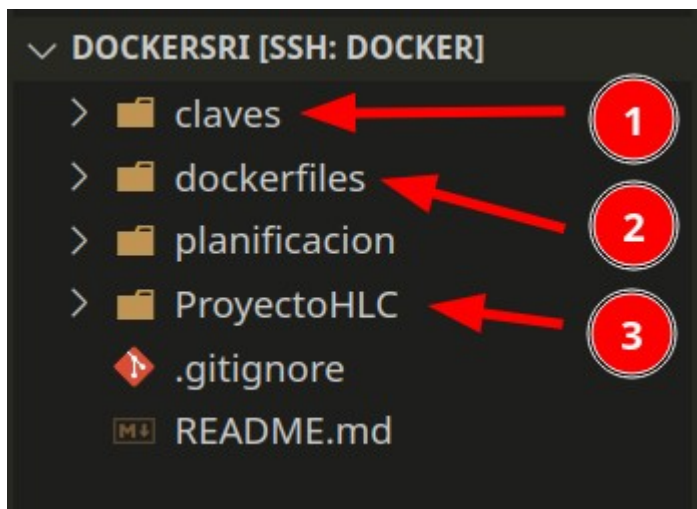 DOCKERSRI [SSH: DOCKER]
claves 1
dockerfiles 2
planificacion
ProyectoHLC 3
.gitignore
M↓ README.md